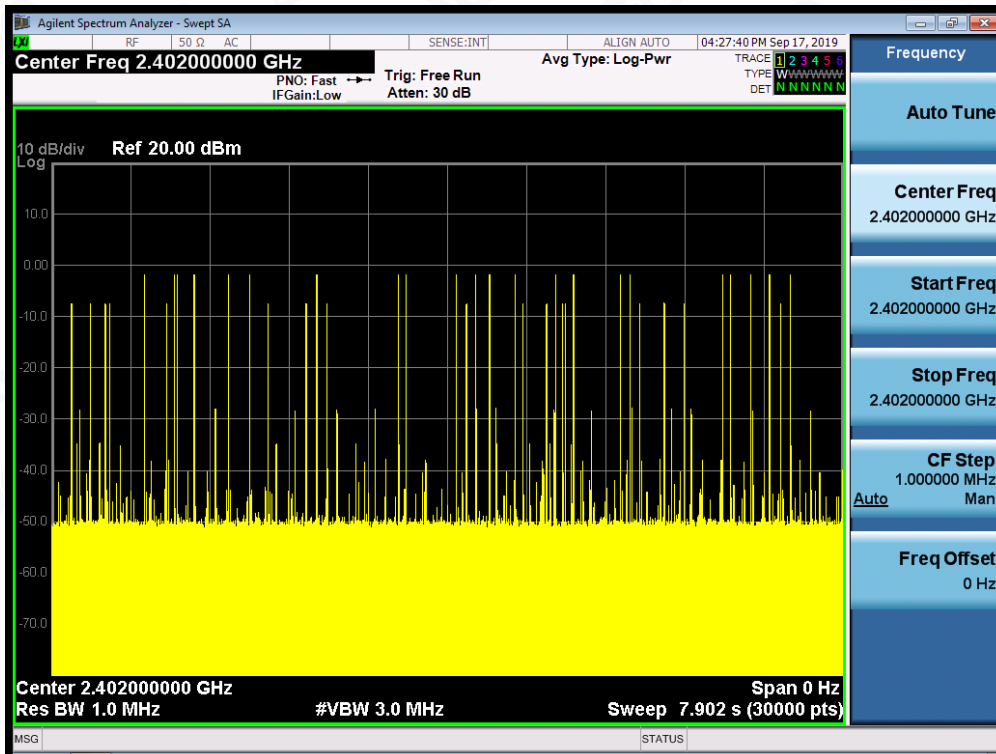 Agilent Spectrum Analyzer - Swept SA
LXI RF 50 Ω AC SENSE:INT ALIGN AUTO 04:27:40 PM Sep 17, 2019
Center Freq 2.402000000 GHz
PNO: Fast
IFGain:Low
Trig: Free Run
Atten: 30 dB
Avg Type: Log-Pwr
TRACE 1 2 3 4 5 6
TYPE WWWWWW
DET N N N N N N
10 dB/div Ref 20.00 dBm
Log
10.0
0.00
-10.0
-20.0
-30.0
-40.0
-50.0
-60.0
-70.0
Center 2.402000000 GHz Span 0 Hz
Res BW 1.0 MHz #VBW 3.0 MHz Sweep 7.902 s (30000 pts)
MSG STATUS
Frequency
Auto Tune
Center Freq
2.402000000 GHz
Start Freq
2.402000000 GHz
Stop Freq
2.402000000 GHz
CF Step
1.000000 MHz
Auto Man
Freq Offset
0 Hz